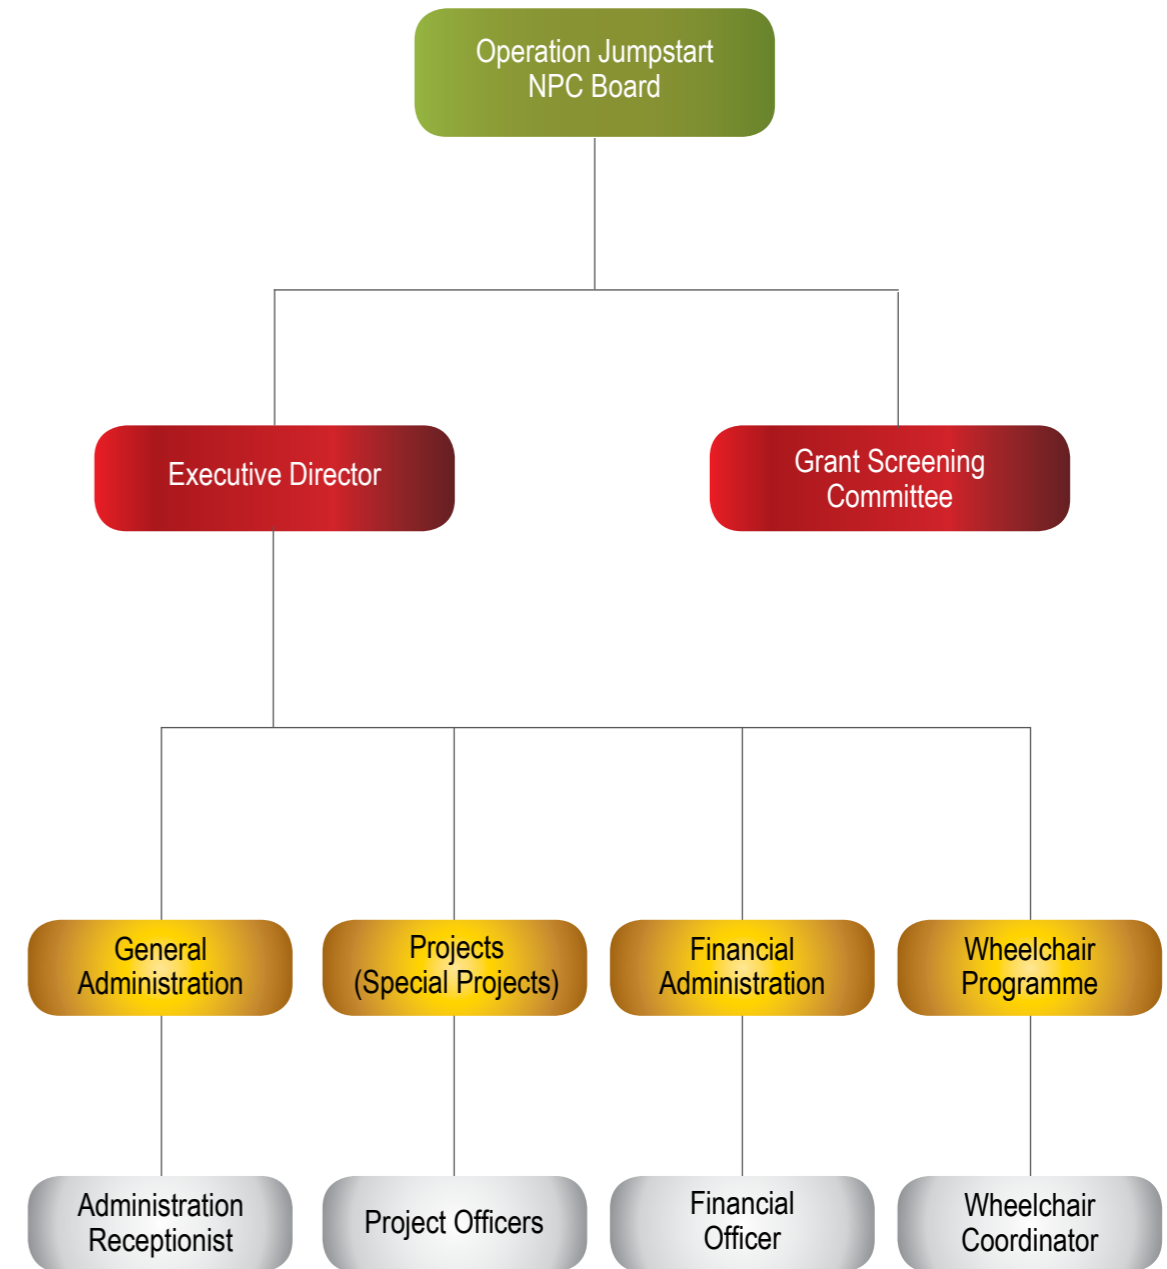 Operation Jumpstart
NPC Board
Executive Director
Grant Screening
Committee
General
Administration
Projects
(Special Projects)
Financial
Administration
Wheelchair
Programme
Administration
Receptionist
Project Officers
Financial
Officer
Wheelchair
Coordinator